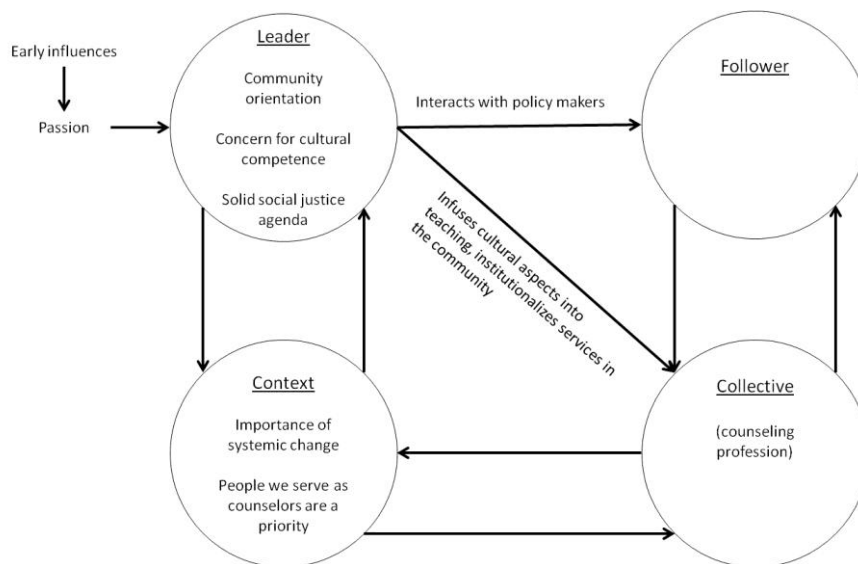 Leader
Early influences
Passion
Community
orientation
Concern for cultural
competence
Solid social justice
agenda
Interacts with policy makers
Follower
Infuses cultural aspects into
teaching, institutionalizes services in
the community
Context
Importance of
systemic change
People we serve as
counselors are a
priority
Collective
(counseling
profession)